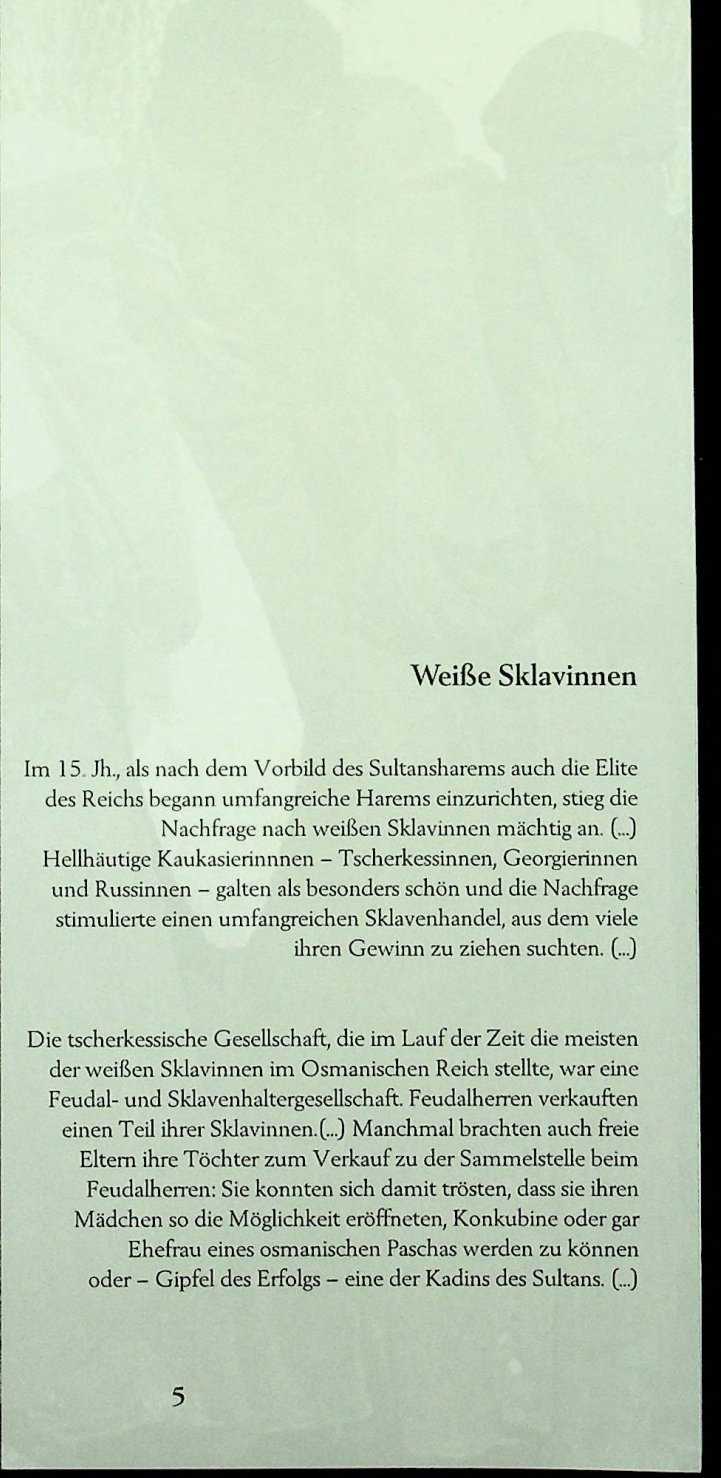 Weiße Sklavinnen
Im 15. Jh., als nach dem Vorbild des Sultansharems auch die Elite
des Reichs begann umfangreiche Harems einzurichten, stieg die
Nachfrage nach weißen Sklavinnen mächtig an. (...)
Hellhäutige Kaukasierinnnen – Tscherkessinnen, Georgierinnen
und Russinnen – galten als besonders schön und die Nachfrage
stimulierte einen umfangreichen Sklavenhandel, aus dem viele
ihren Gewinn zu ziehen suchten. (...)
Die tscherkessische Gesellschaft, die im Lauf der Zeit die meisten
der weißen Sklavinnen im Osmanischen Reich stellte, war eine
Feudal- und Sklavenhaltergesellschaft. Feudalherren verkauften
einen Teil ihrer Sklavinnen.(...) Manchmal brachten auch freie
Eltern ihre Töchter zum Verkauf zu der Sammelstelle beim
Feudalherren: Sie konnten sich damit trösten, dass sie ihren
Mädchen so die Möglichkeit eröffneten, Konkubine oder gar
Ehefrau eines osmanischen Paschas werden zu können
oder – Gipfel des Erfolgs – eine der Kadins des Sultans. (...)
5